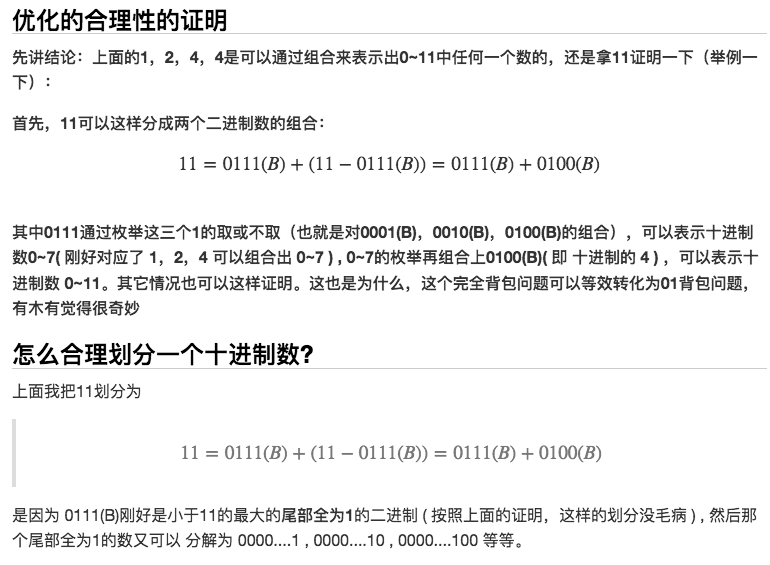 优化的合理性的证明
先讲结论：上面的1，2，4，4是可以通过组合来表示出0~11中任何一个数的，还是拿11证明一下（举例一
下）：
首先，11可以这样分成两个二进制数的组合：
11 = 0111(B) + (11 − 0111(B)) = 0111(B) + 0100(B)
其中0111通过枚举这三个1的取或不取（也就是对0001(B)，0010(B)，0100(B)的组合），可以表示十进制
数0~7( 刚好对应了 1，2，4 可以组合出 0~7 ) , 0~7的枚举再组合上0100(B)( 即 十进制的 4 ) ，可以表示十
进制数 0~11。其它情况也可以这样证明。这也是为什么，这个完全背包问题可以等效转化为01背包问题，
有木有觉得很奇妙
怎么合理划分一个十进制数?
上面我把11划分为
11 = 0111(B) + (11 − 0111(B)) = 0111(B) + 0100(B)
是因为 0111(B)刚好是小于11的最大的尾部全为1的二进制 ( 按照上面的证明，这样的划分没毛病 ) , 然后那
个尾部全为1的数又可以 分解为 0000....1 , 0000....10 , 0000....100 等等。